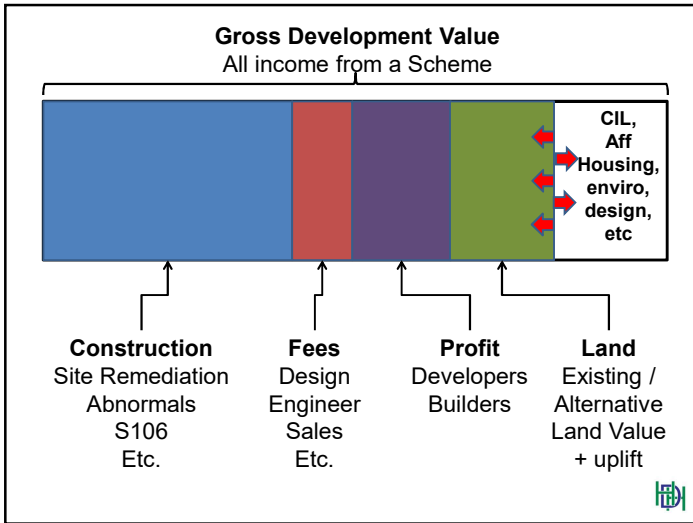 Gross Development Value
All income from a Scheme
CIL,
Aff
Housing,
enviro,
design,
etc
Construction
Site Remediation
Abnormals
S106
Etc.
Fees
Design
Engineer
Sales
Etc.
Profit
Developers
Builders
Land
Existing /
Alternative
Land Value
+ uplift
HDH